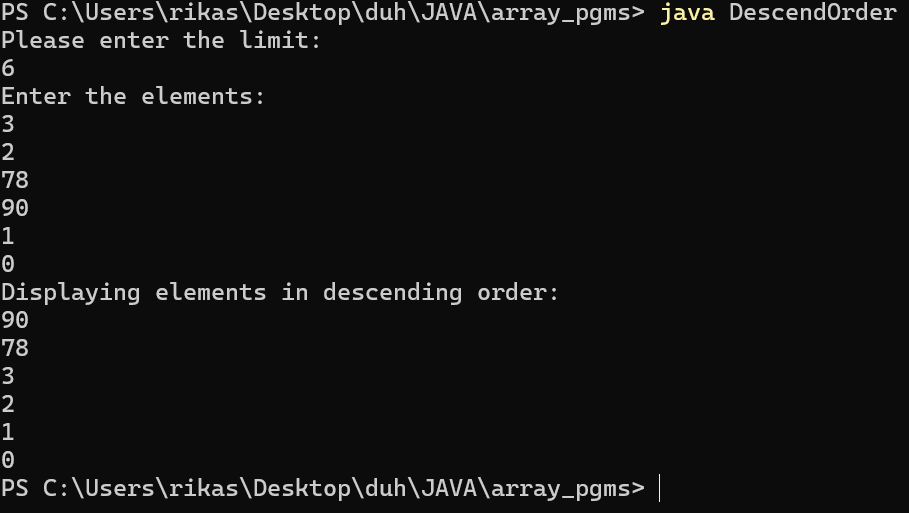 PS C:\Users\rikas\Desktop\duh\JAVA\array_pgms> java DescendOrder
Please enter the limit:
6
Enter the elements:
3
2
78
90
1
0
Displaying elements in descending order:
90
78
3
2
1
0
PS C:\Users\rikas\Desktop\duh\JAVA\array_pgms>